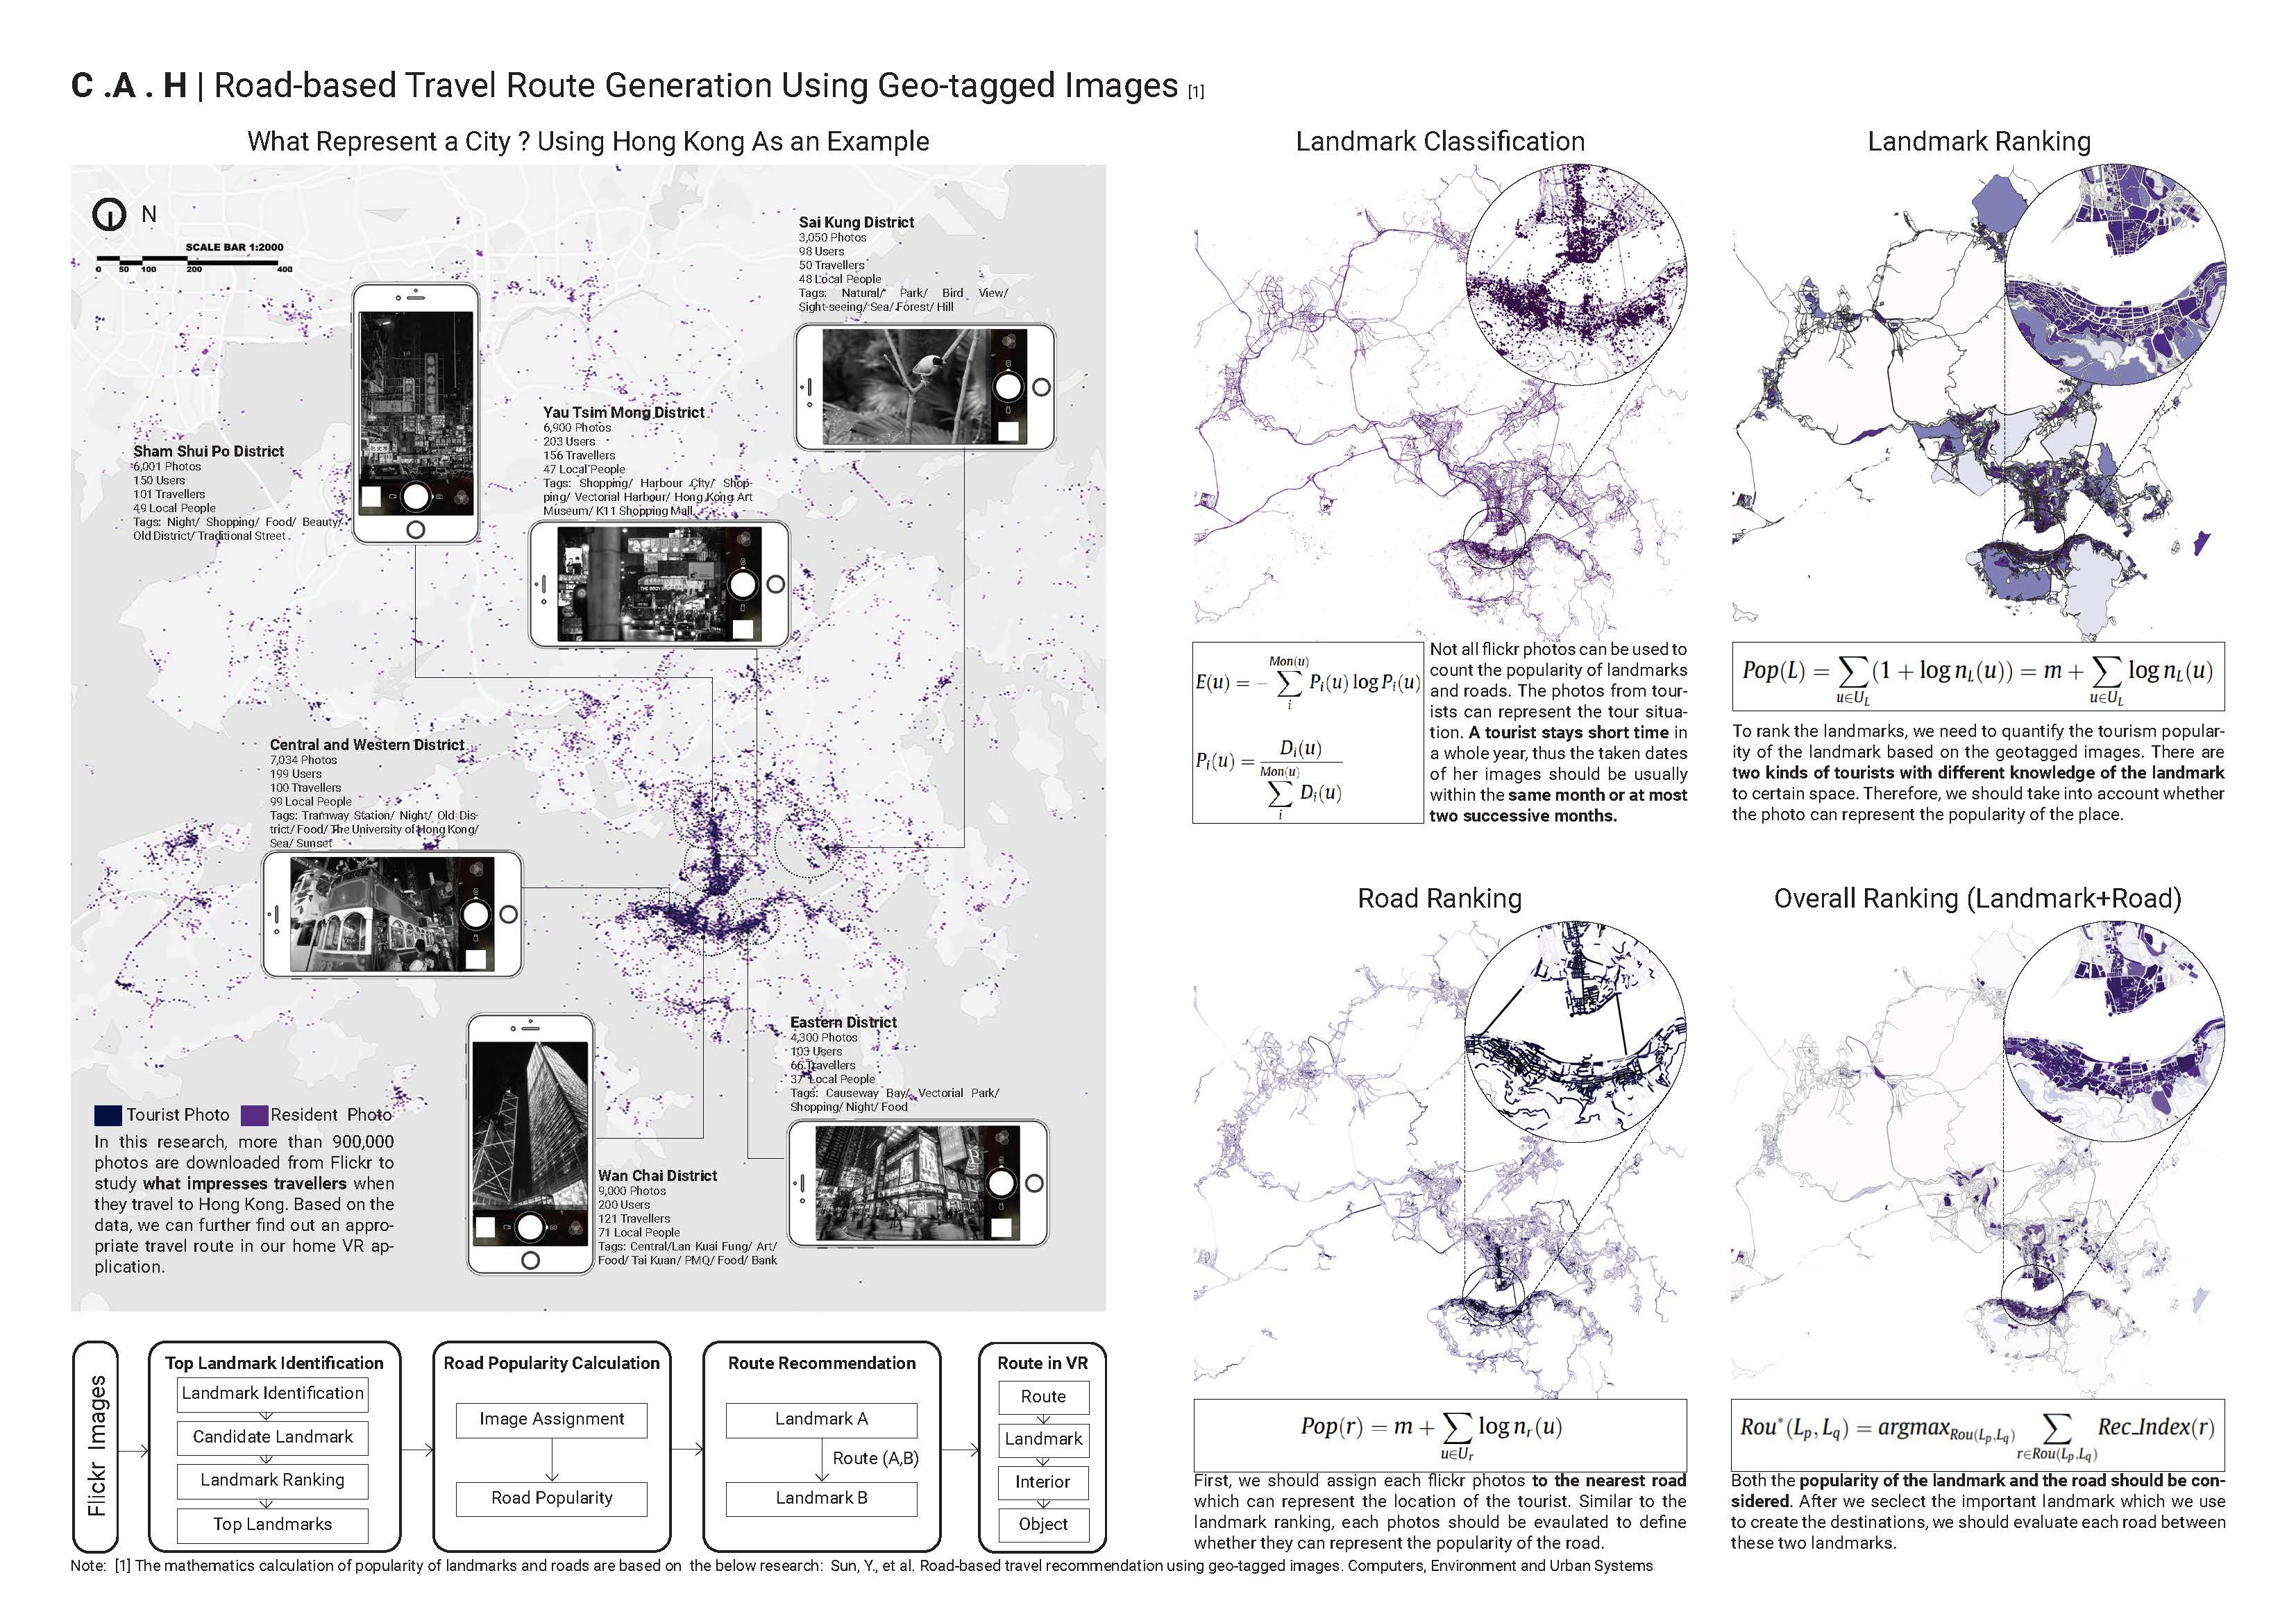 C .A . H | Road-based Travel Route Generation Using Geo-tagged Images [1]
What Represent a City ? Using Hong Kong As an Example
N
SCALE BAR 1:2000
0 50 100 200 400
Sai Kung District
3,050 Photos
98 Users
50 Travellers
48 Local People
Tags: Natural/ Park/ Bird View/
Sight-seeing/ Sea/ Forest/ Hill
Yau Tsim Mong District
6,900 Photos
203 Users
156 Travellers
47 Local People
Tags: Shopping/ Harbour City/ Shop-
ping/ Vectorial Harbour/ Hong Kong Art
Museum/ K11 Shopping Mall
THE BODY SHOP
Sham Shui Po District
6,001 Photos
150 Users
101 Travellers
49 Local People
Tags: Night/ Shopping/ Food/ Beauty/
Old District/ Traditional Street
Central and Western District
7,034 Photos
199 Users
100 Travellers
99 Local People
Tags: Tramway Station/ Night/ Old Dis-
trict/ Food/ The University of Hong Kong/
Sea/ Sunset
Eastern District
4,300 Photos
103 Users
66 Travellers
37 Local People
Tags: Causeway Bay/ Vectorial Park/
Shopping/ Night/ Food
Wan Chai District
9,000 Photos
200 Users
121 Travellers
71 Local People
Tags: Central/Lan Kuai Fung/ Art/
Food/ Tai Kuan/ PMQ/ Food/ Bank
Tourist Photo Resident Photo
In this research, more than 900,000
photos are downloaded from Flickr to
study what impresses travellers when
they travel to Hong Kong. Based on the
data, we can further find out an appro-
priate travel route in our home VR ap-
plication.
Flickr Images
Top Landmark Identification
Landmark Identification
Candidate Landmark
Landmark Ranking
Top Landmarks
Road Popularity Calculation
Image Assignment
Road Popularity
Route Recommendation
Landmark A
Route (A,B)
Landmark B
Route in VR
Route
Landmark
Interior
Object
Landmark Classification
E(u) = − ∑_i^{Mon(u)} P_i(u) log P_i(u)
P_i(u) = D_i(u) / ∑_i^{Mon(u)} D_i(u)
Not all flickr photos can be used to
count the popularity of landmarks
and roads. The photos from tour-
ists can represent the tour situa-
tion. A tourist stays short time in
a whole year, thus the taken dates
of her images should be usually
within the same month or at most
two successive months.
Landmark Ranking
Pop(L) = ∑_{u∈U_L} (1 + log n_L(u)) = m + ∑_{u∈U_L} log n_L(u)
To rank the landmarks, we need to quantify the tourism popular-
ity of the landmark based on the geotagged images. There are
two kinds of tourists with different knowledge of the landmark
to certain space. Therefore, we should take into account whether
the photo can represent the popularity of the place.
Road Ranking
Pop(r) = m + ∑_{u∈U_r} log n_r(u)
First, we should assign each flickr photos to the nearest road
which can represent the location of the tourist. Similar to the
landmark ranking, each photos should be evaulated to define
whether they can represent the popularity of the road.
Overall Ranking (Landmark+Road)
Rou*(L_p, L_q) = argmax_{Rou(L_p,L_q)} ∑_{r∈Rou(L_p,L_q)} Rec_Index(r)
Both the popularity of the landmark and the road should be con-
sidered. After we seclect the important landmark which we use
to create the destinations, we should evaluate each road between
these two landmarks.
Note: [1] The mathematics calculation of popularity of landmarks and roads are based on the below research: Sun, Y., et al. Road-based travel recommendation using geo-tagged images. Computers, Environment and Urban Systems